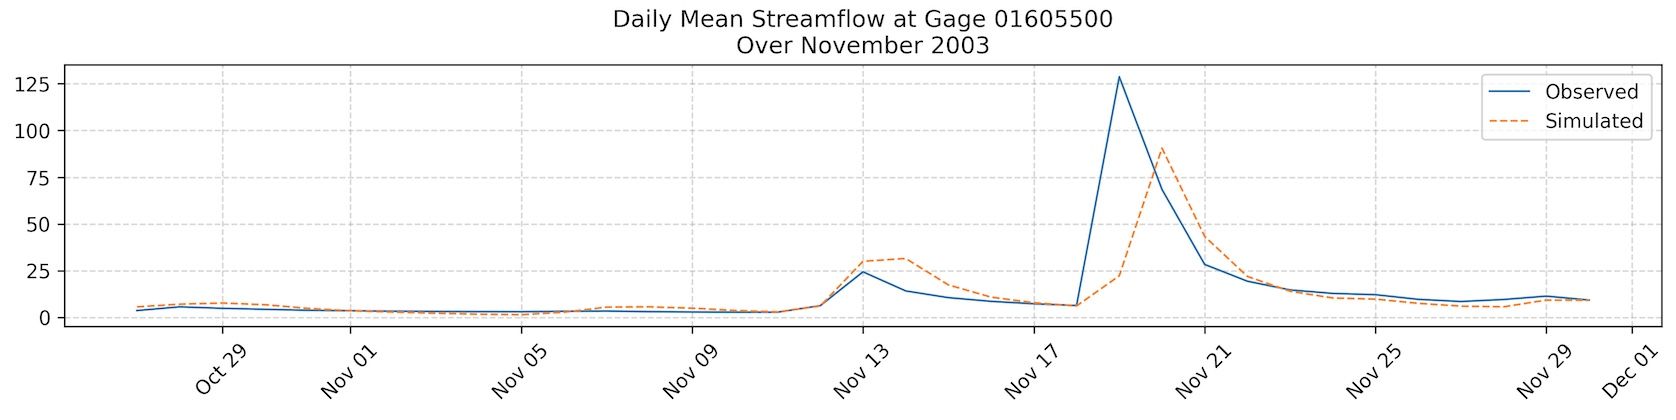 Daily Mean Streamflow at Gage 01605500
Over November 2003
125
100
75
50
25
0
Observed
Simulated
Oct 29
Nov 01
Nov 05
Nov 09
Nov 13
Nov 17
Nov 21
Nov 25
Nov 29
Dec 01